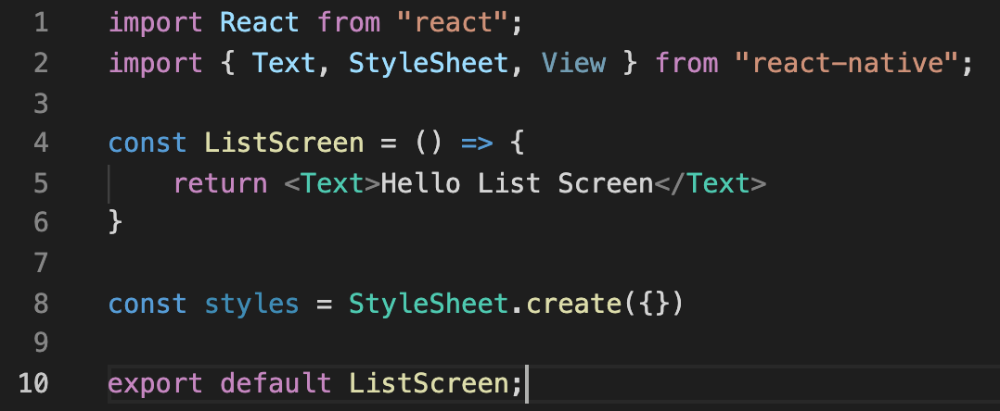 1 import React from "react";
2 import { Text, StyleSheet, View } from "react-native";
3
4 const ListScreen = () => {
5 return <Text>Hello List Screen</Text>
6 }
7
8 const styles = StyleSheet.create({})
9
10 export default ListScreen;